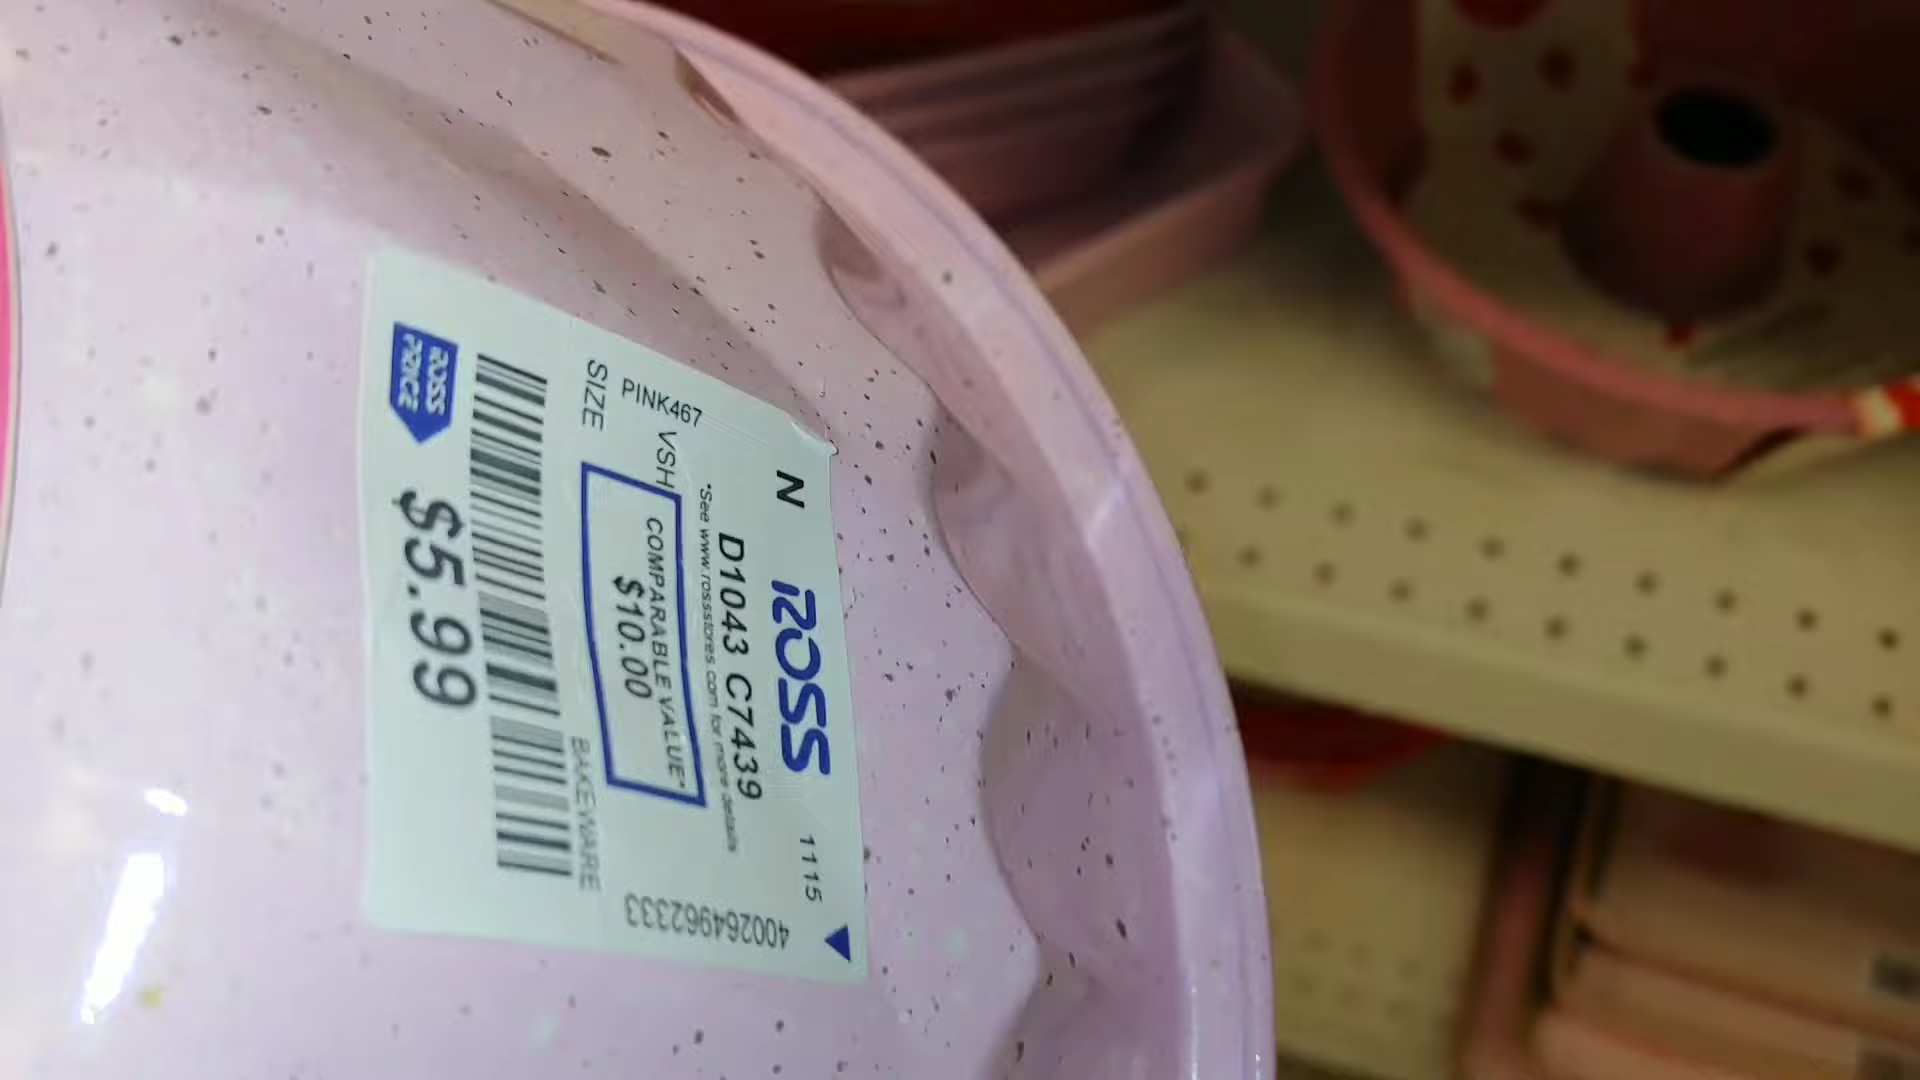 N ROSS 1115
D1043 C7439
*See www.rossstores.com for more details
400264962333
PINK467 VSH
COMPARABLE VALUE*
$10.00
SIZE
BAKEWARE
ROSS
PRICE
$5.99